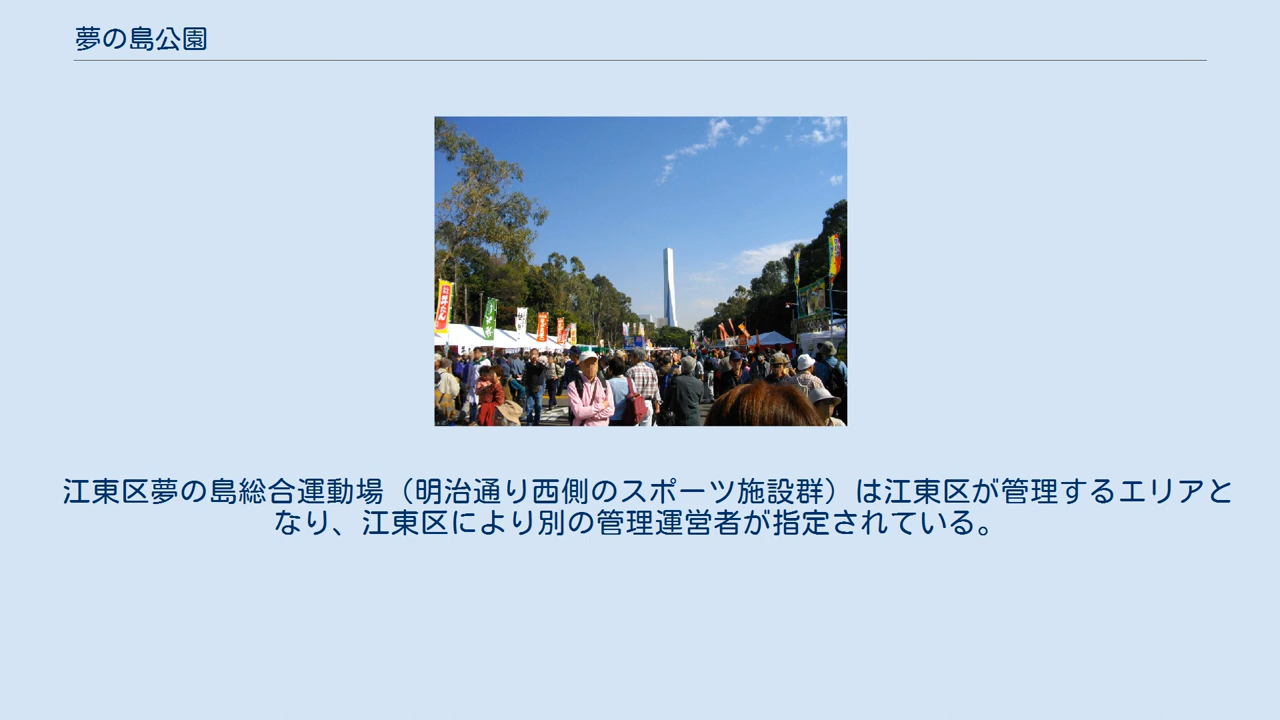 夢の島公園
江東区夢の島総合運動場（明治通り西側のスポーツ施設群）は江東区が管理するエリアと
なり、江東区により別の管理運営者が指定されている。